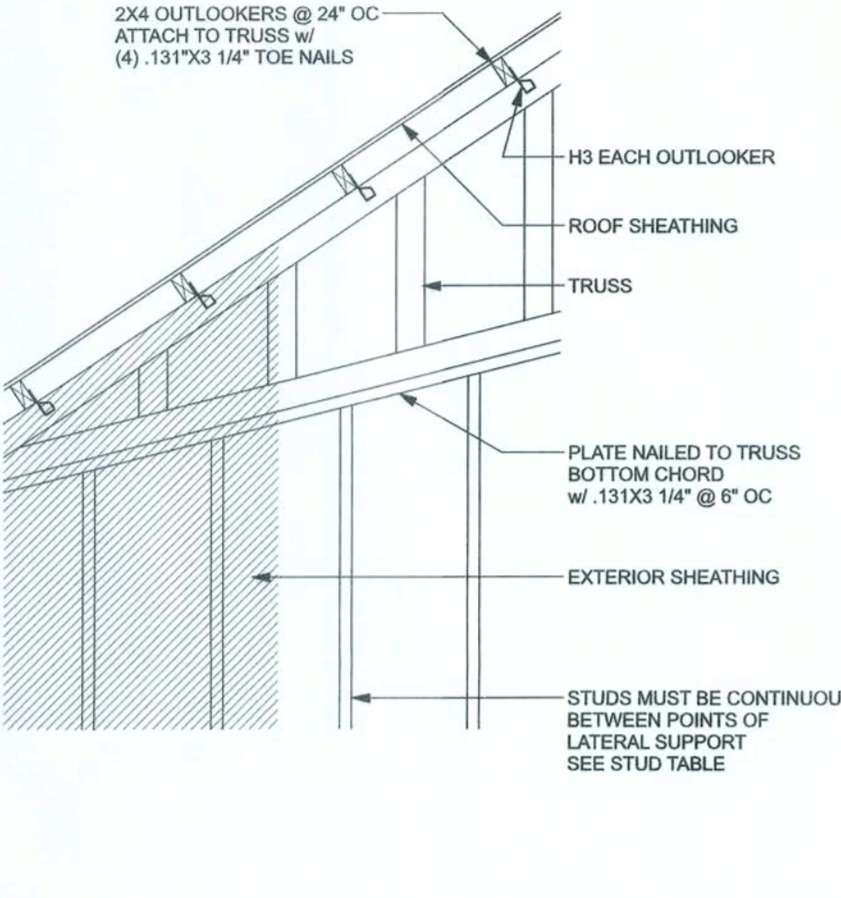 2X4 OUTLOOKERS @ 24" OC
ATTACH TO TRUSS w/
(4) .131"X3 1/4" TOE NAILS
H3 EACH OUTLOOKER
ROOF SHEATHING
TRUSS
PLATE NAILED TO TRUSS
BOTTOM CHORD
w/ .131X3 1/4" @ 6" OC
EXTERIOR SHEATHING
STUDS MUST BE CONTINUOU
BETWEEN POINTS OF
LATERAL SUPPORT
SEE STUD TABLE